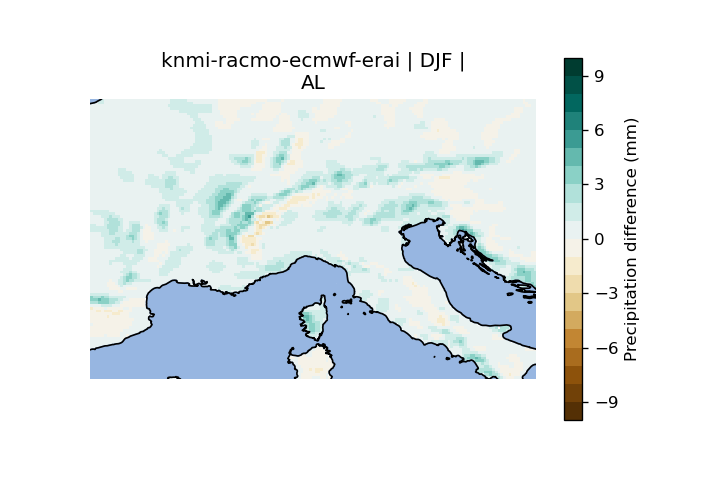 knmi-racmo-ecmwf-erai | DJF |
AL
9
6
3
0
−3
−6
−9
Precipitation difference (mm)